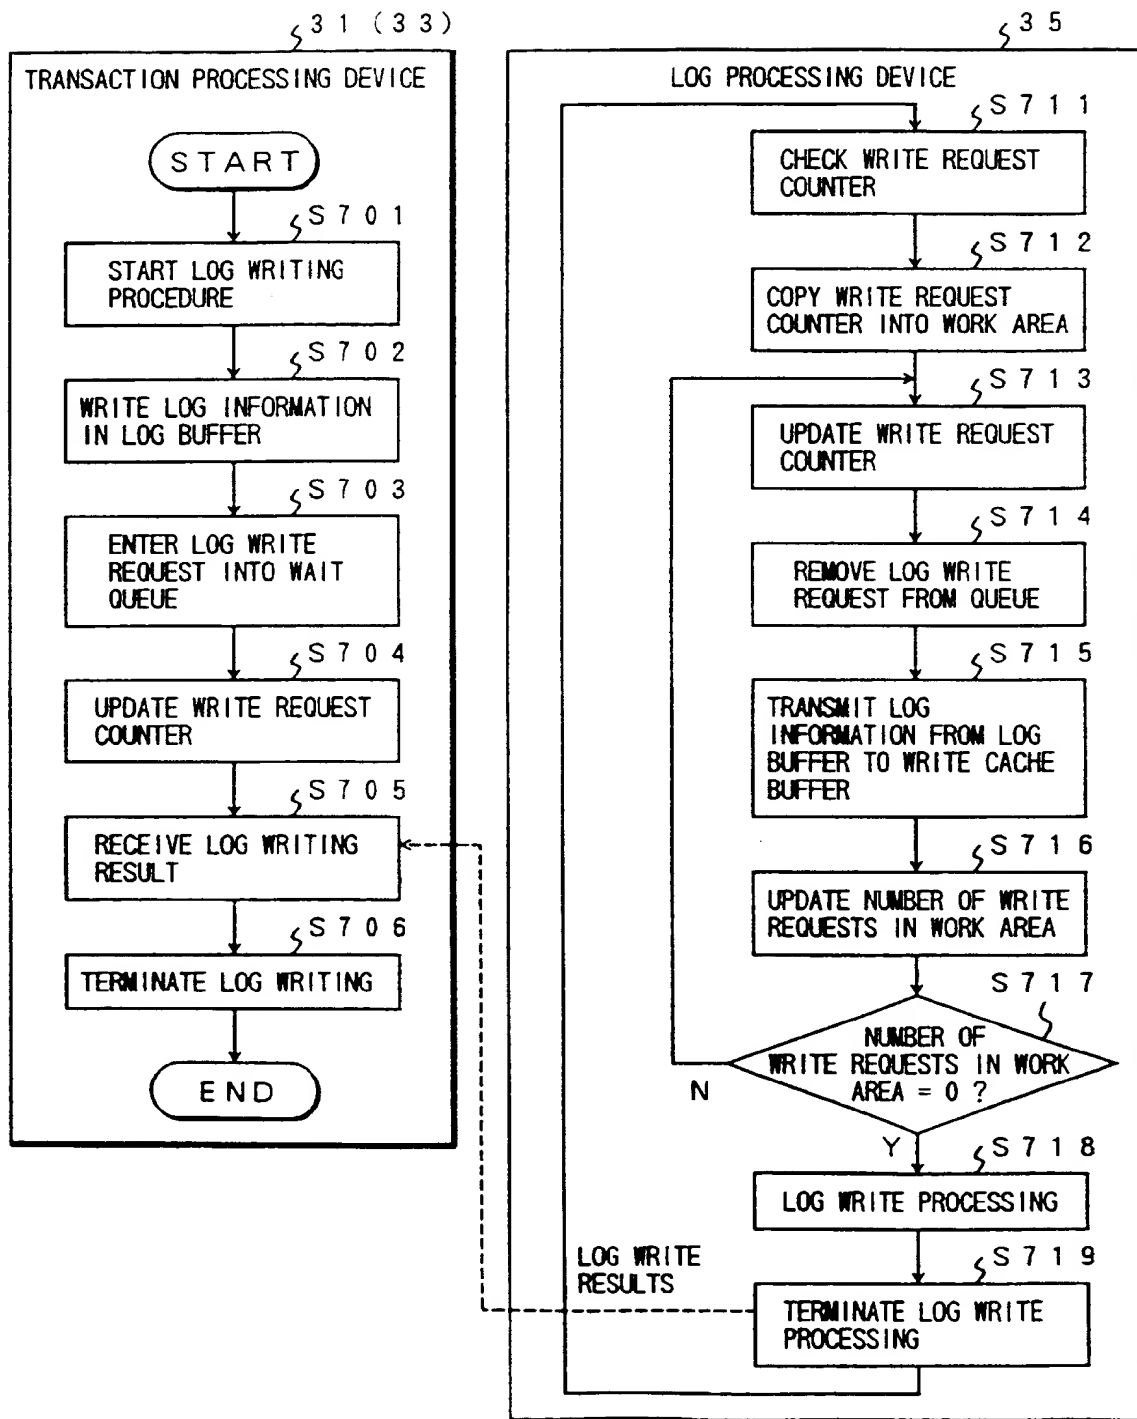 31 (33)
TRANSACTION PROCESSING DEVICE
START
S701
START LOG WRITING
PROCEDURE
S702
WRITE LOG INFORMATION
IN LOG BUFFER
S703
ENTER LOG WRITE
REQUEST INTO WAIT
QUEUE
S704
UPDATE WRITE REQUEST
COUNTER
S705
RECEIVE LOG WRITING
RESULT
S706
TERMINATE LOG WRITING
END
35
LOG PROCESSING DEVICE
S711
CHECK WRITE REQUEST
COUNTER
S712
COPY WRITE REQUEST
COUNTER INTO WORK AREA
S713
UPDATE WRITE REQUEST
COUNTER
S714
REMOVE LOG WRITE
REQUEST FROM QUEUE
S715
TRANSMIT LOG
INFORMATION FROM LOG
BUFFER TO WRITE CACHE
BUFFER
S716
UPDATE NUMBER OF WRITE
REQUESTS IN WORK AREA
S717
NUMBER OF
WRITE REQUESTS IN WORK
AREA = 0 ?
N
Y
S718
LOG WRITE PROCESSING
S719
TERMINATE LOG WRITE
PROCESSING
LOG WRITE
RESULTS